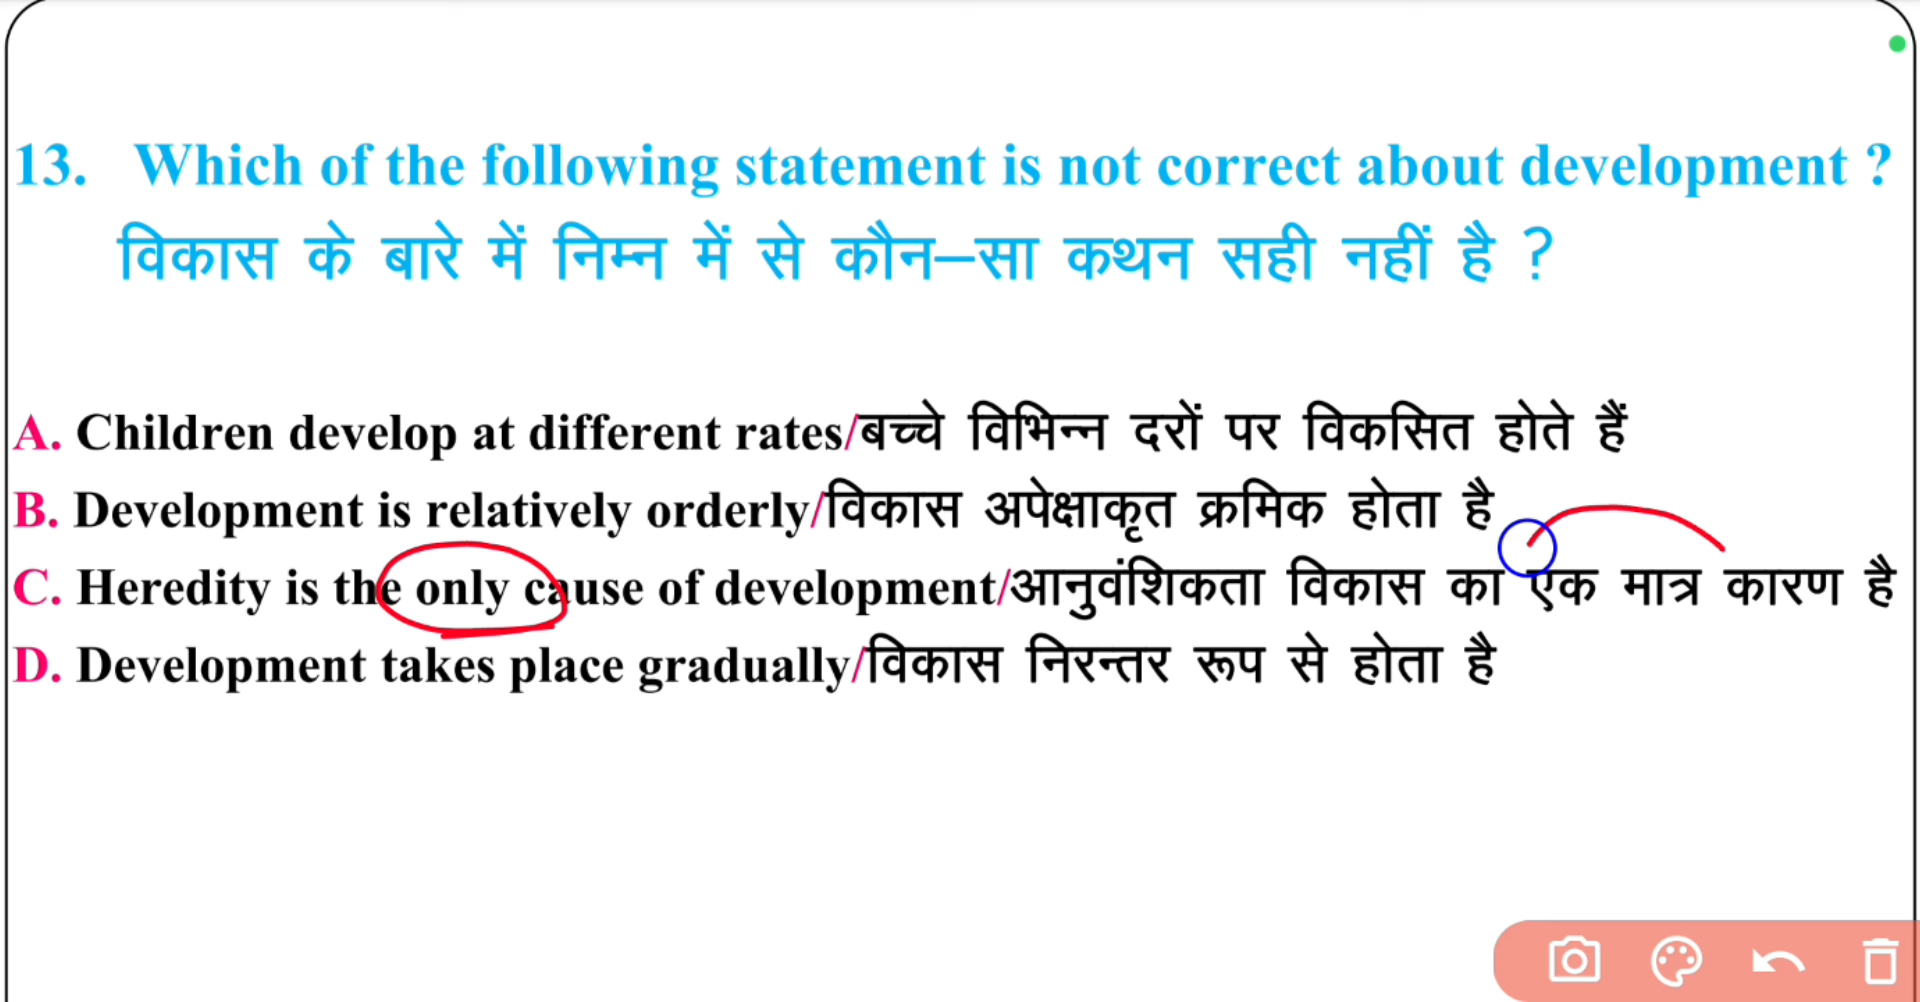 13. Which of the following statement is not correct about development ?
विकास के बारे में निम्न में से कौन–सा कथन सही नहीं है ?
A. Children develop at different rates/बच्चे विभिन्न दरों पर विकसित होते हैं
B. Development is relatively orderly/विकास अपेक्षाकृत क्रमिक होता है
C. Heredity is the only cause of development/आनुवंशिकता विकास का एक मात्र कारण है
D. Development takes place gradually/विकास निरन्तर रूप से होता है